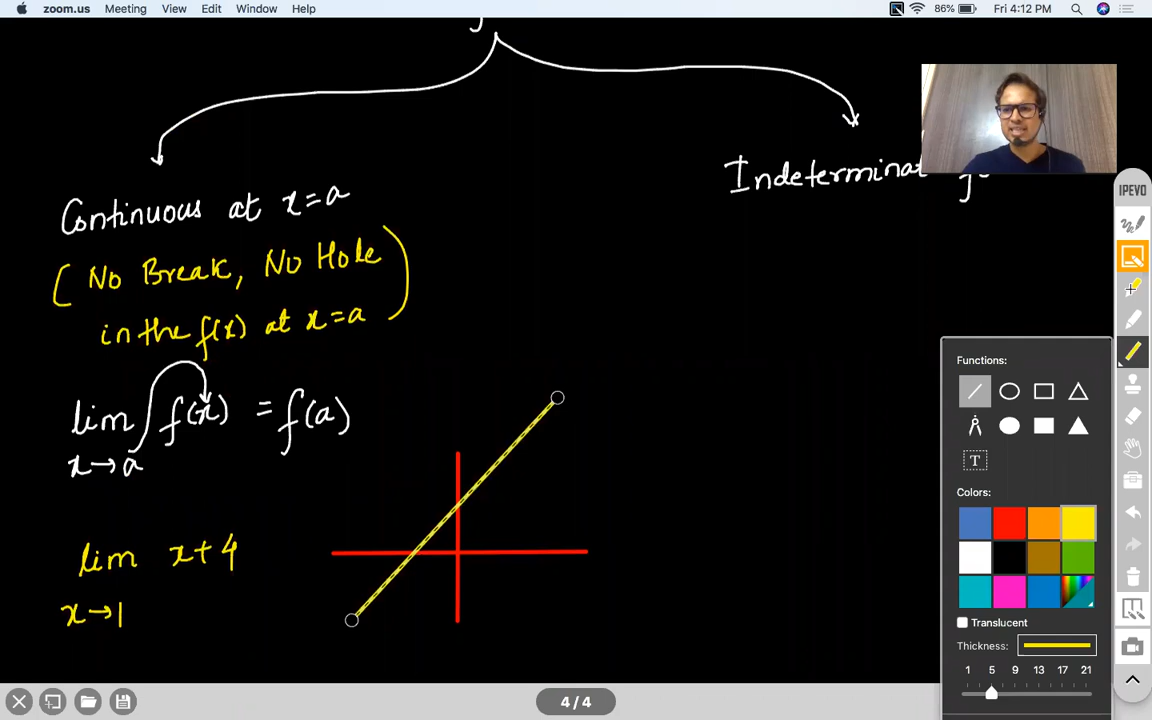 zoom.us Meeting View Edit Window Help 86% Fri 4:12 PM
Continuous at x=a
(No Break, No Hole
in the f(x) at x=a)
lim f(x) = f(a)
x→a
lim x+4
x→1
IPEVO
Functions:
T
Colors:
Translucent
Thickness:
1 5 9 13 17 21
4/4